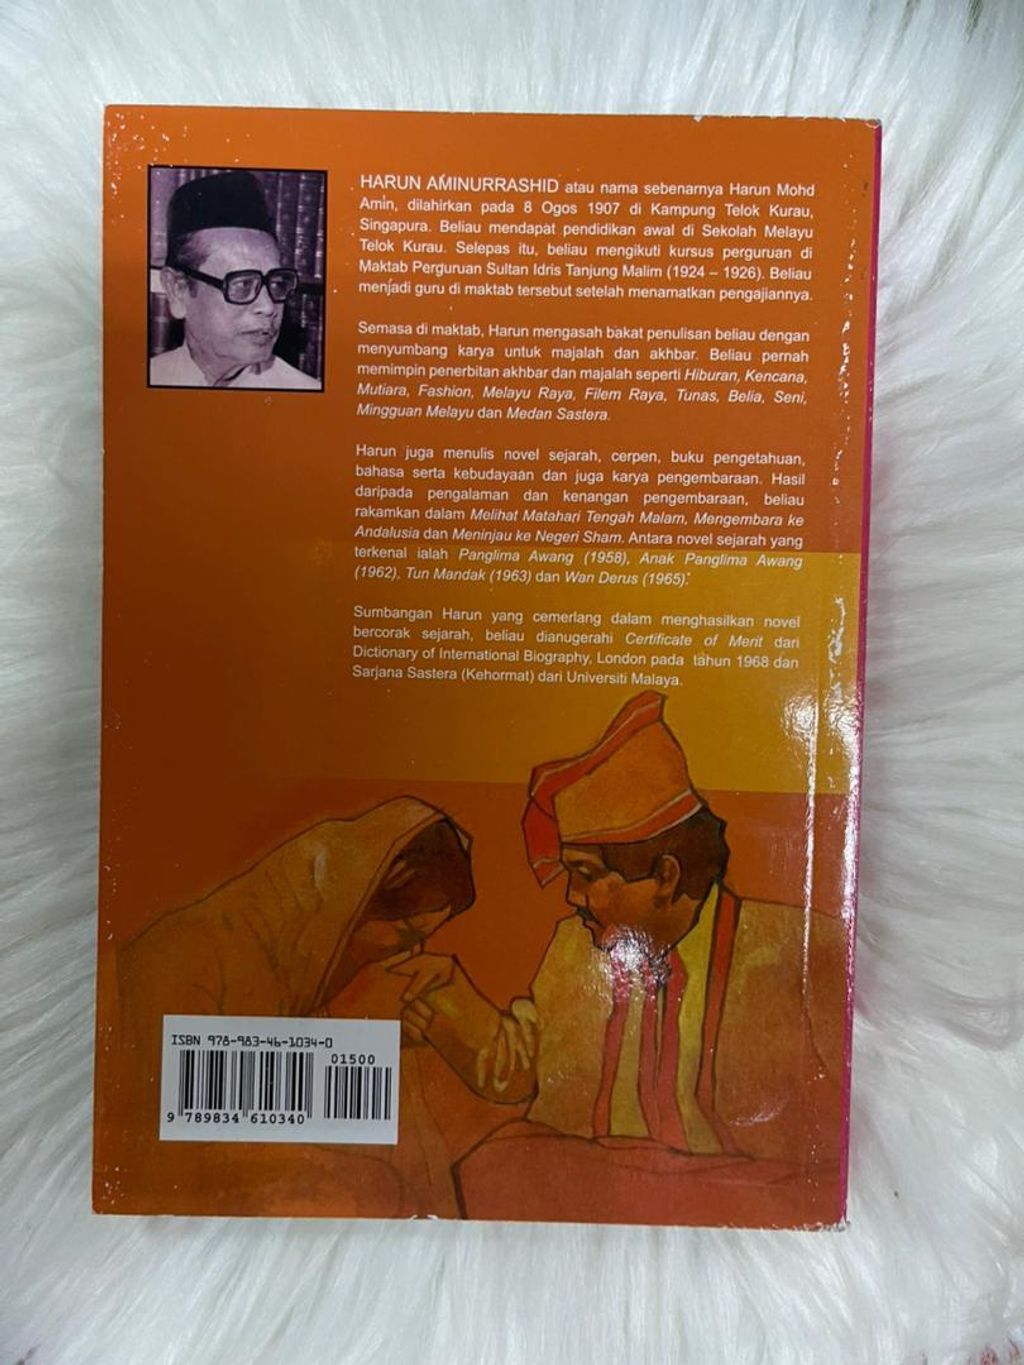 HARUN AMINURRASHID atau nama sebenarnya Harun Mohd
Amin, dilahirkan pada 8 Ogos 1907 di Kampung Telok Kurau,
Singapura. Beliau mendapat pendidikan awal di Sekolah Melayu
Telok Kurau. Selepas itu, beliau mengikuti kursus perguruan di
Maktab Perguruan Sultan Idris Tanjung Malim (1924 – 1926). Beliau
menjadi guru di maktab tersebut setelah menamatkan pengajiannya.
Semasa di maktab, Harun mengasah bakat penulisan beliau dengan
menyumbang karya untuk majalah dan akhbar. Beliau pernah
memimpin penerbitan akhbar dan majalah seperti Hiburan, Kencana,
Mutiara, Fashion, Melayu Raya, Filem Raya, Tunas, Belia, Seni,
Mingguan Melayu dan Medan Sastera.
Harun juga menulis novel sejarah, cerpen, buku pengetahuan,
bahasa serta kebudayaan dan juga karya pengembaraan. Hasil
daripada pengalaman dan kenangan pengembaraan, beliau
rakamkan dalam Melihat Matahari Tengah Malam, Mengembara ke
Andalusia dan Meninjau ke Negeri Sham. Antara novel sejarah yang
terkenal ialah Panglima Awang (1958), Anak Panglima Awang
(1962), Tun Mandak (1963) dan Wan Derus (1965).
Sumbangan Harun yang cemerlang dalam menghasilkan novel
bercorak sejarah, beliau dianugerahi Certificate of Merit dari
Dictionary of International Biography, London pada tahun 1968 dan
Sarjana Sastera (Kehormat) dari Universiti Malaya.
ISBN 978-983-46-1034-0
01500
9 789834 610340